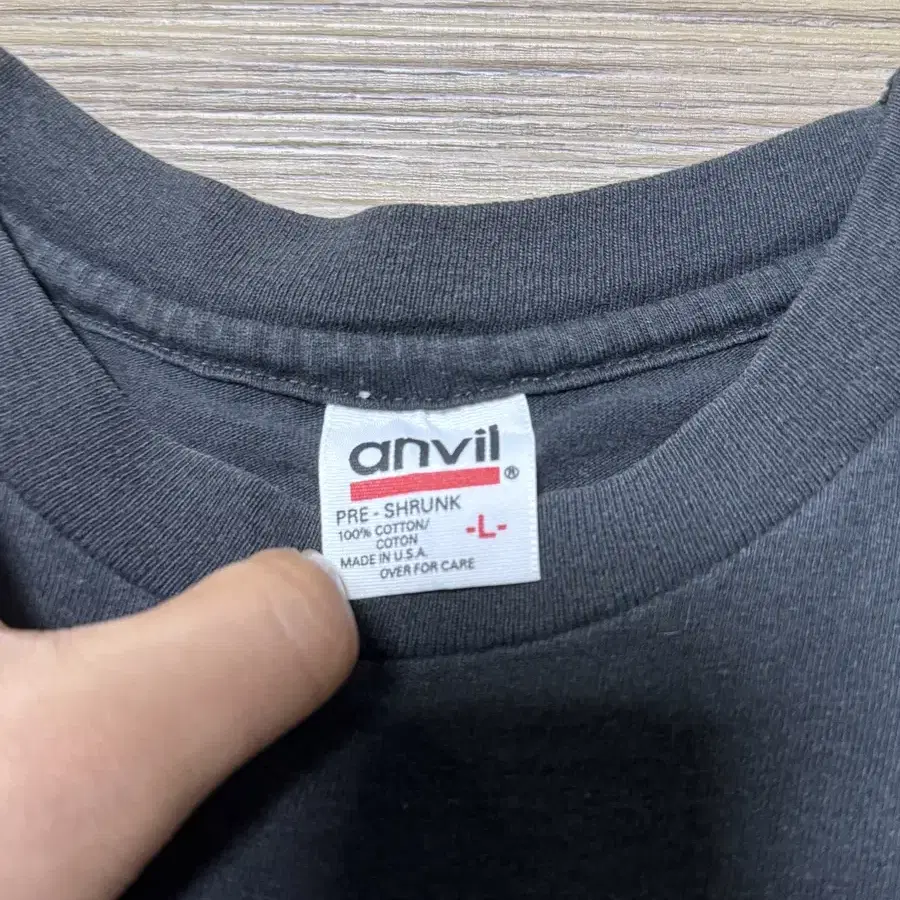 anvil®
PRE - SHRUNK
100% COTTON/
COTON
-L-
MADE IN U.S.A.
OVER FOR CARE